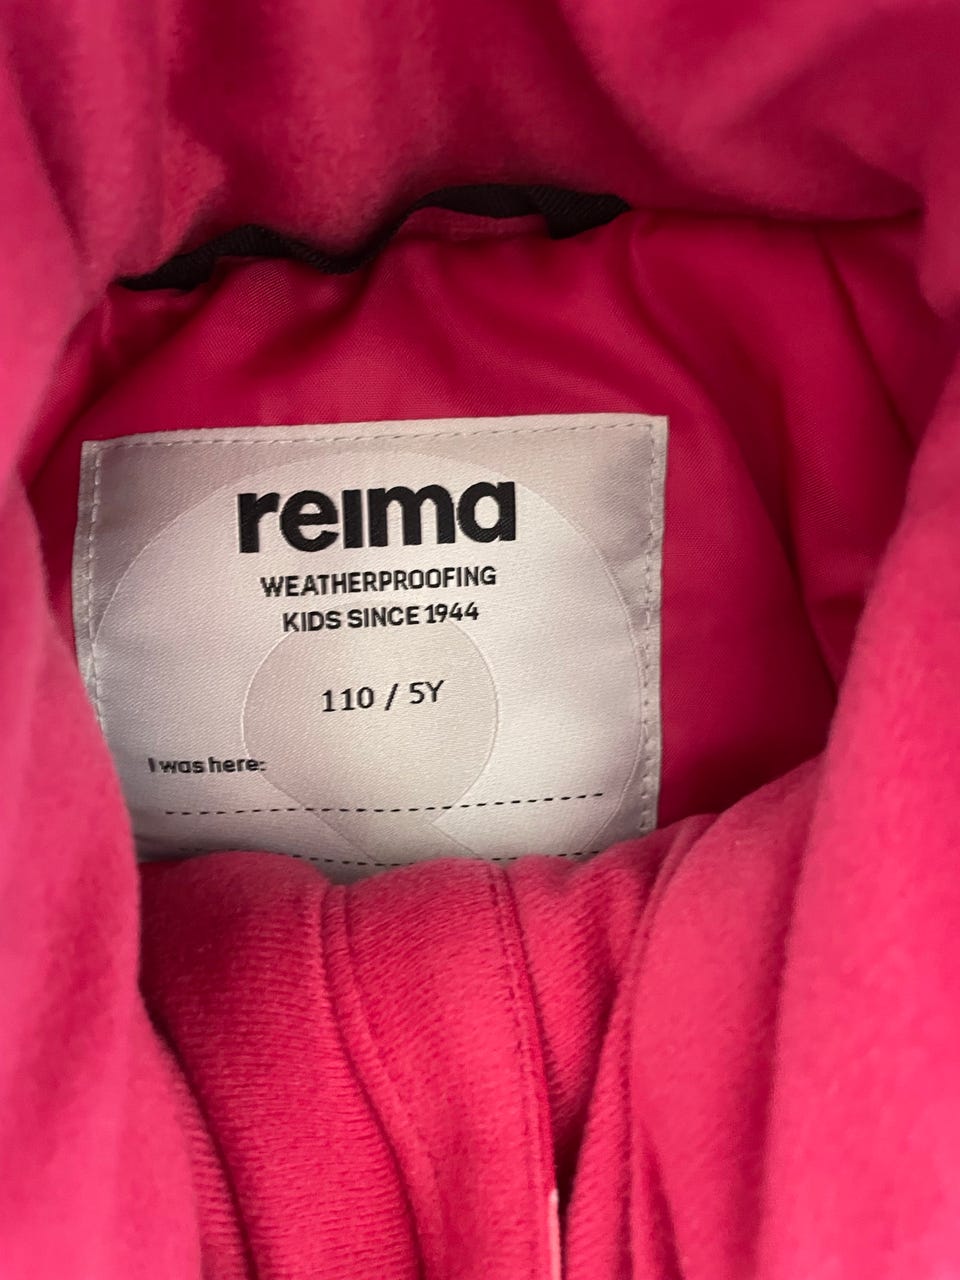 reima
WEATHERPROOFING
KIDS SINCE 1944
110 / 5Y
I was here: